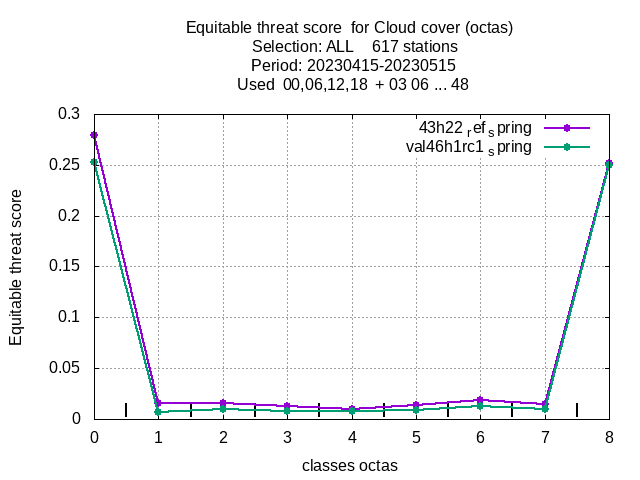 Equitable threat score  for Cloud cover (octas)
Selection: ALL    617 stations
Period: 20230415-20230515
Used  00,06,12,18  + 03 06 ... 48
43h22 ref spring
val46h1rc1 spring
0.3
0.25
0.2
0.15
0.1
0.05
0
Equitable threat score
0 1 2 3 4 5 6 7 8
classes octas